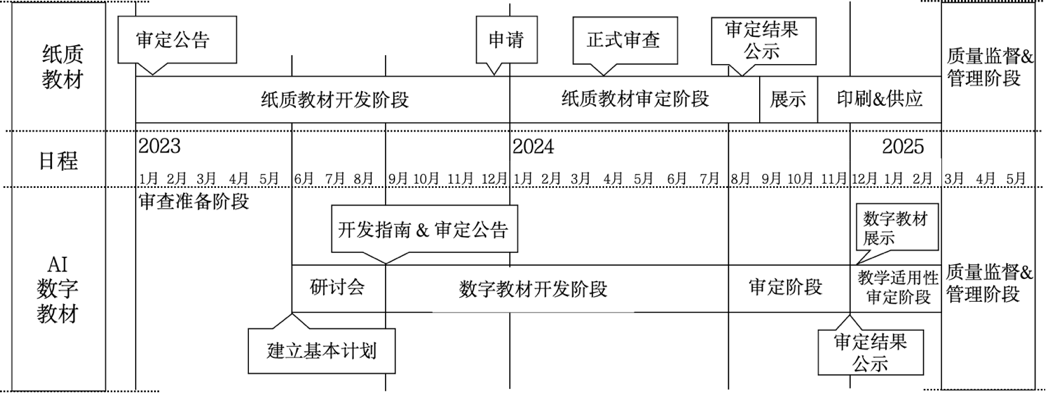 纸质
教材
审定公告
申请
正式审查
审定结果
公示
质量监督&
管理阶段
纸质教材开发阶段
纸质教材审定阶段
展示
印刷&供应
日程
2023
2024
2025
1月 2月 3月 4月 5月 6月 7月 8月 9月 10月 11月 12月 1月 2月 3月 4月 5月 6月 7月 8月 9月 10月 11月 12月 1月 2月 3月 4月 5月
AI
数字
教材
审查准备阶段
开发指南 & 审定公告
数字教材
展示
研讨会
数字教材开发阶段
审定阶段
教学适用性
审定阶段
质量监督&
管理阶段
建立基本计划
审定结果
公示